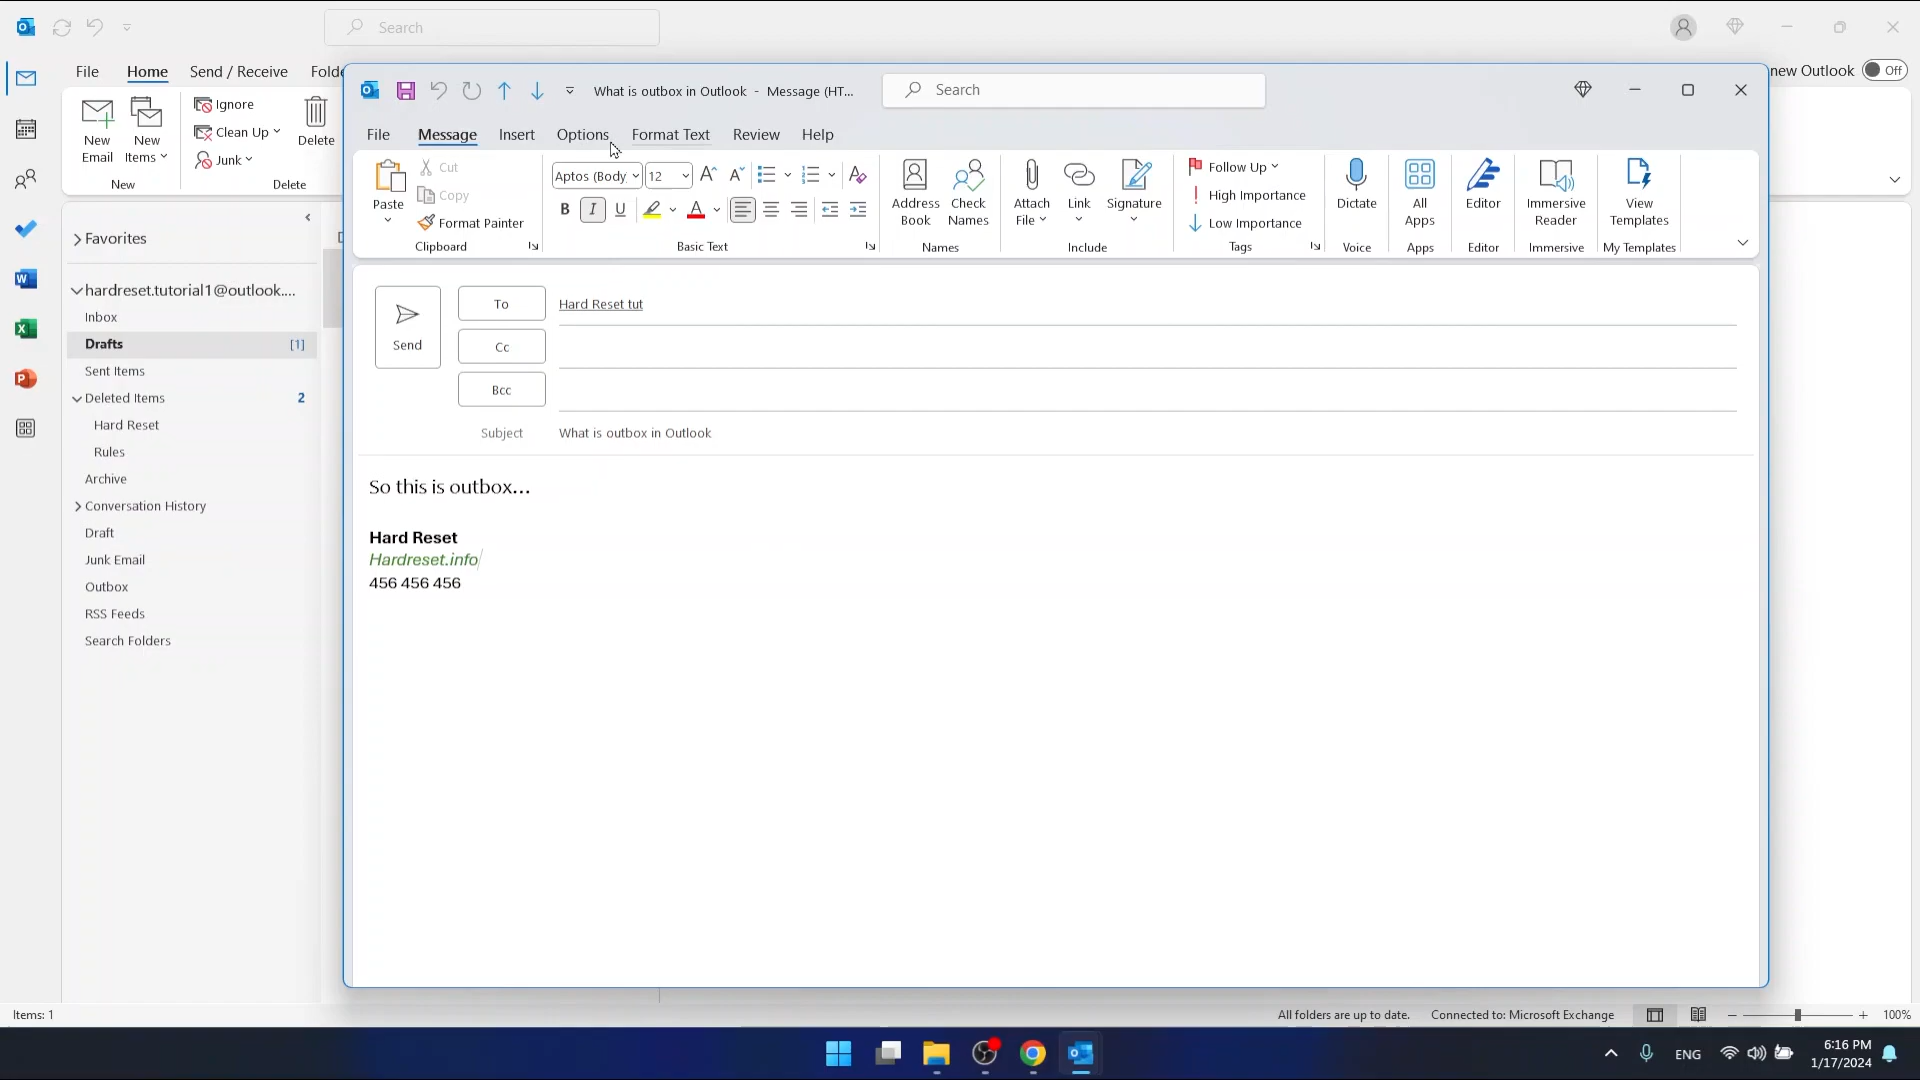 Search
File Home Send / Receive Folde
new Outlook Off
New Email
New Items
Ignore
Clean Up
Junk
Delete
New
Delete
Favorites
hardreset.tutorial1@outlook....
Inbox
Drafts [1]
Sent Items
Deleted Items 2
Hard Reset
Rules
Archive
Conversation History
Draft
Junk Email
Outbox
RSS Feeds
Search Folders
What is outbox in Outlook - Message (HT...
Search
File Message Insert Options Format Text Review Help
Paste
Cut
Copy
Format Painter
Clipboard
Aptos (Body 12
B I U
Basic Text
Address Book
Check Names
Names
Attach File
Link
Signature
Include
Follow Up
High Importance
Low Importance
Tags
Dictate
Voice
All Apps
Apps
Editor
Editor
Immersive Reader
Immersive
View Templates
My Templates
Send
To Hard Reset tut
Cc
Bcc
Subject What is outbox in Outlook
So this is outbox...
Hard Reset
Hardreset.info
456 456 456
Items: 1
All folders are up to date. Connected to: Microsoft Exchange
100%
ENG
6:16 PM
1/17/2024